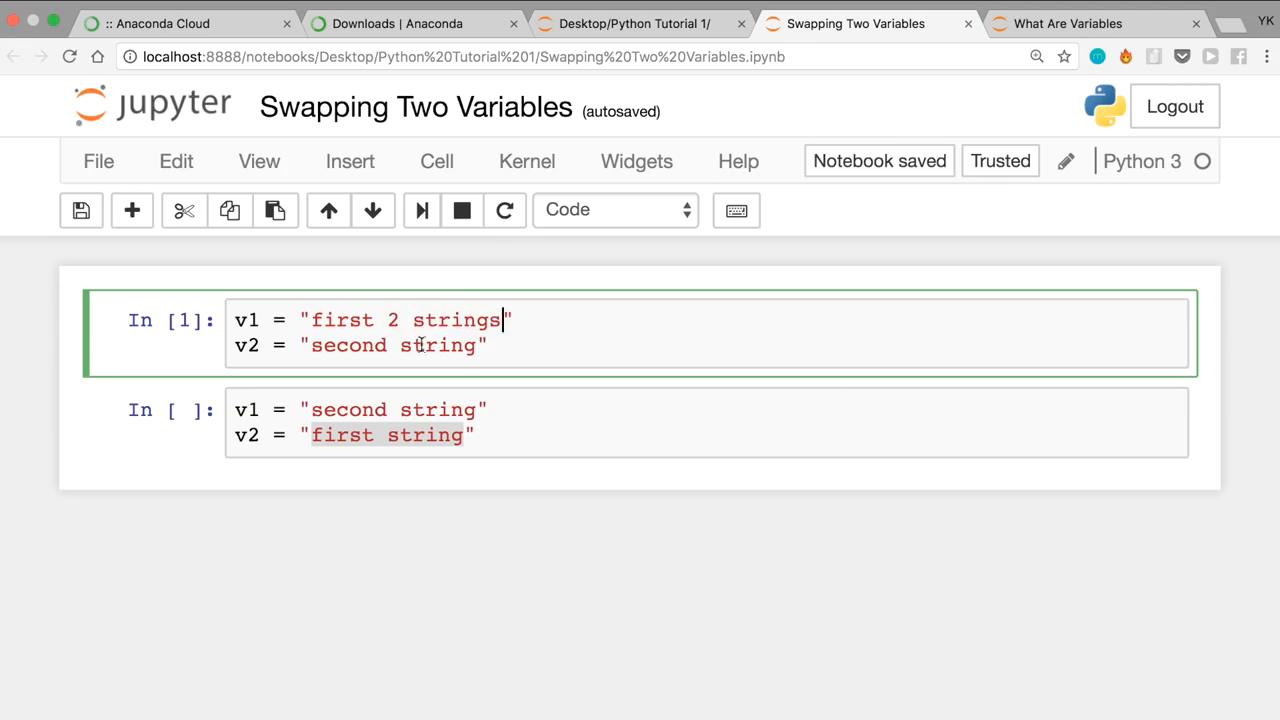 :: Anaconda Cloud × Downloads | Anaconda × Desktop/Python Tutorial 1/ × Swapping Two Variables × What Are Variables × YK
localhost:8888/notebooks/Desktop/Python%20Tutorial%201/Swapping%20Two%20Variables.ipynb
jupyter Swapping Two Variables (autosaved) Logout
File Edit View Insert Cell Kernel Widgets Help Notebook saved Trusted Python 3
Code
In [1]: v1 = "first 2 strings"
v2 = "second string"
In [ ]: v1 = "second string"
v2 = "first string"